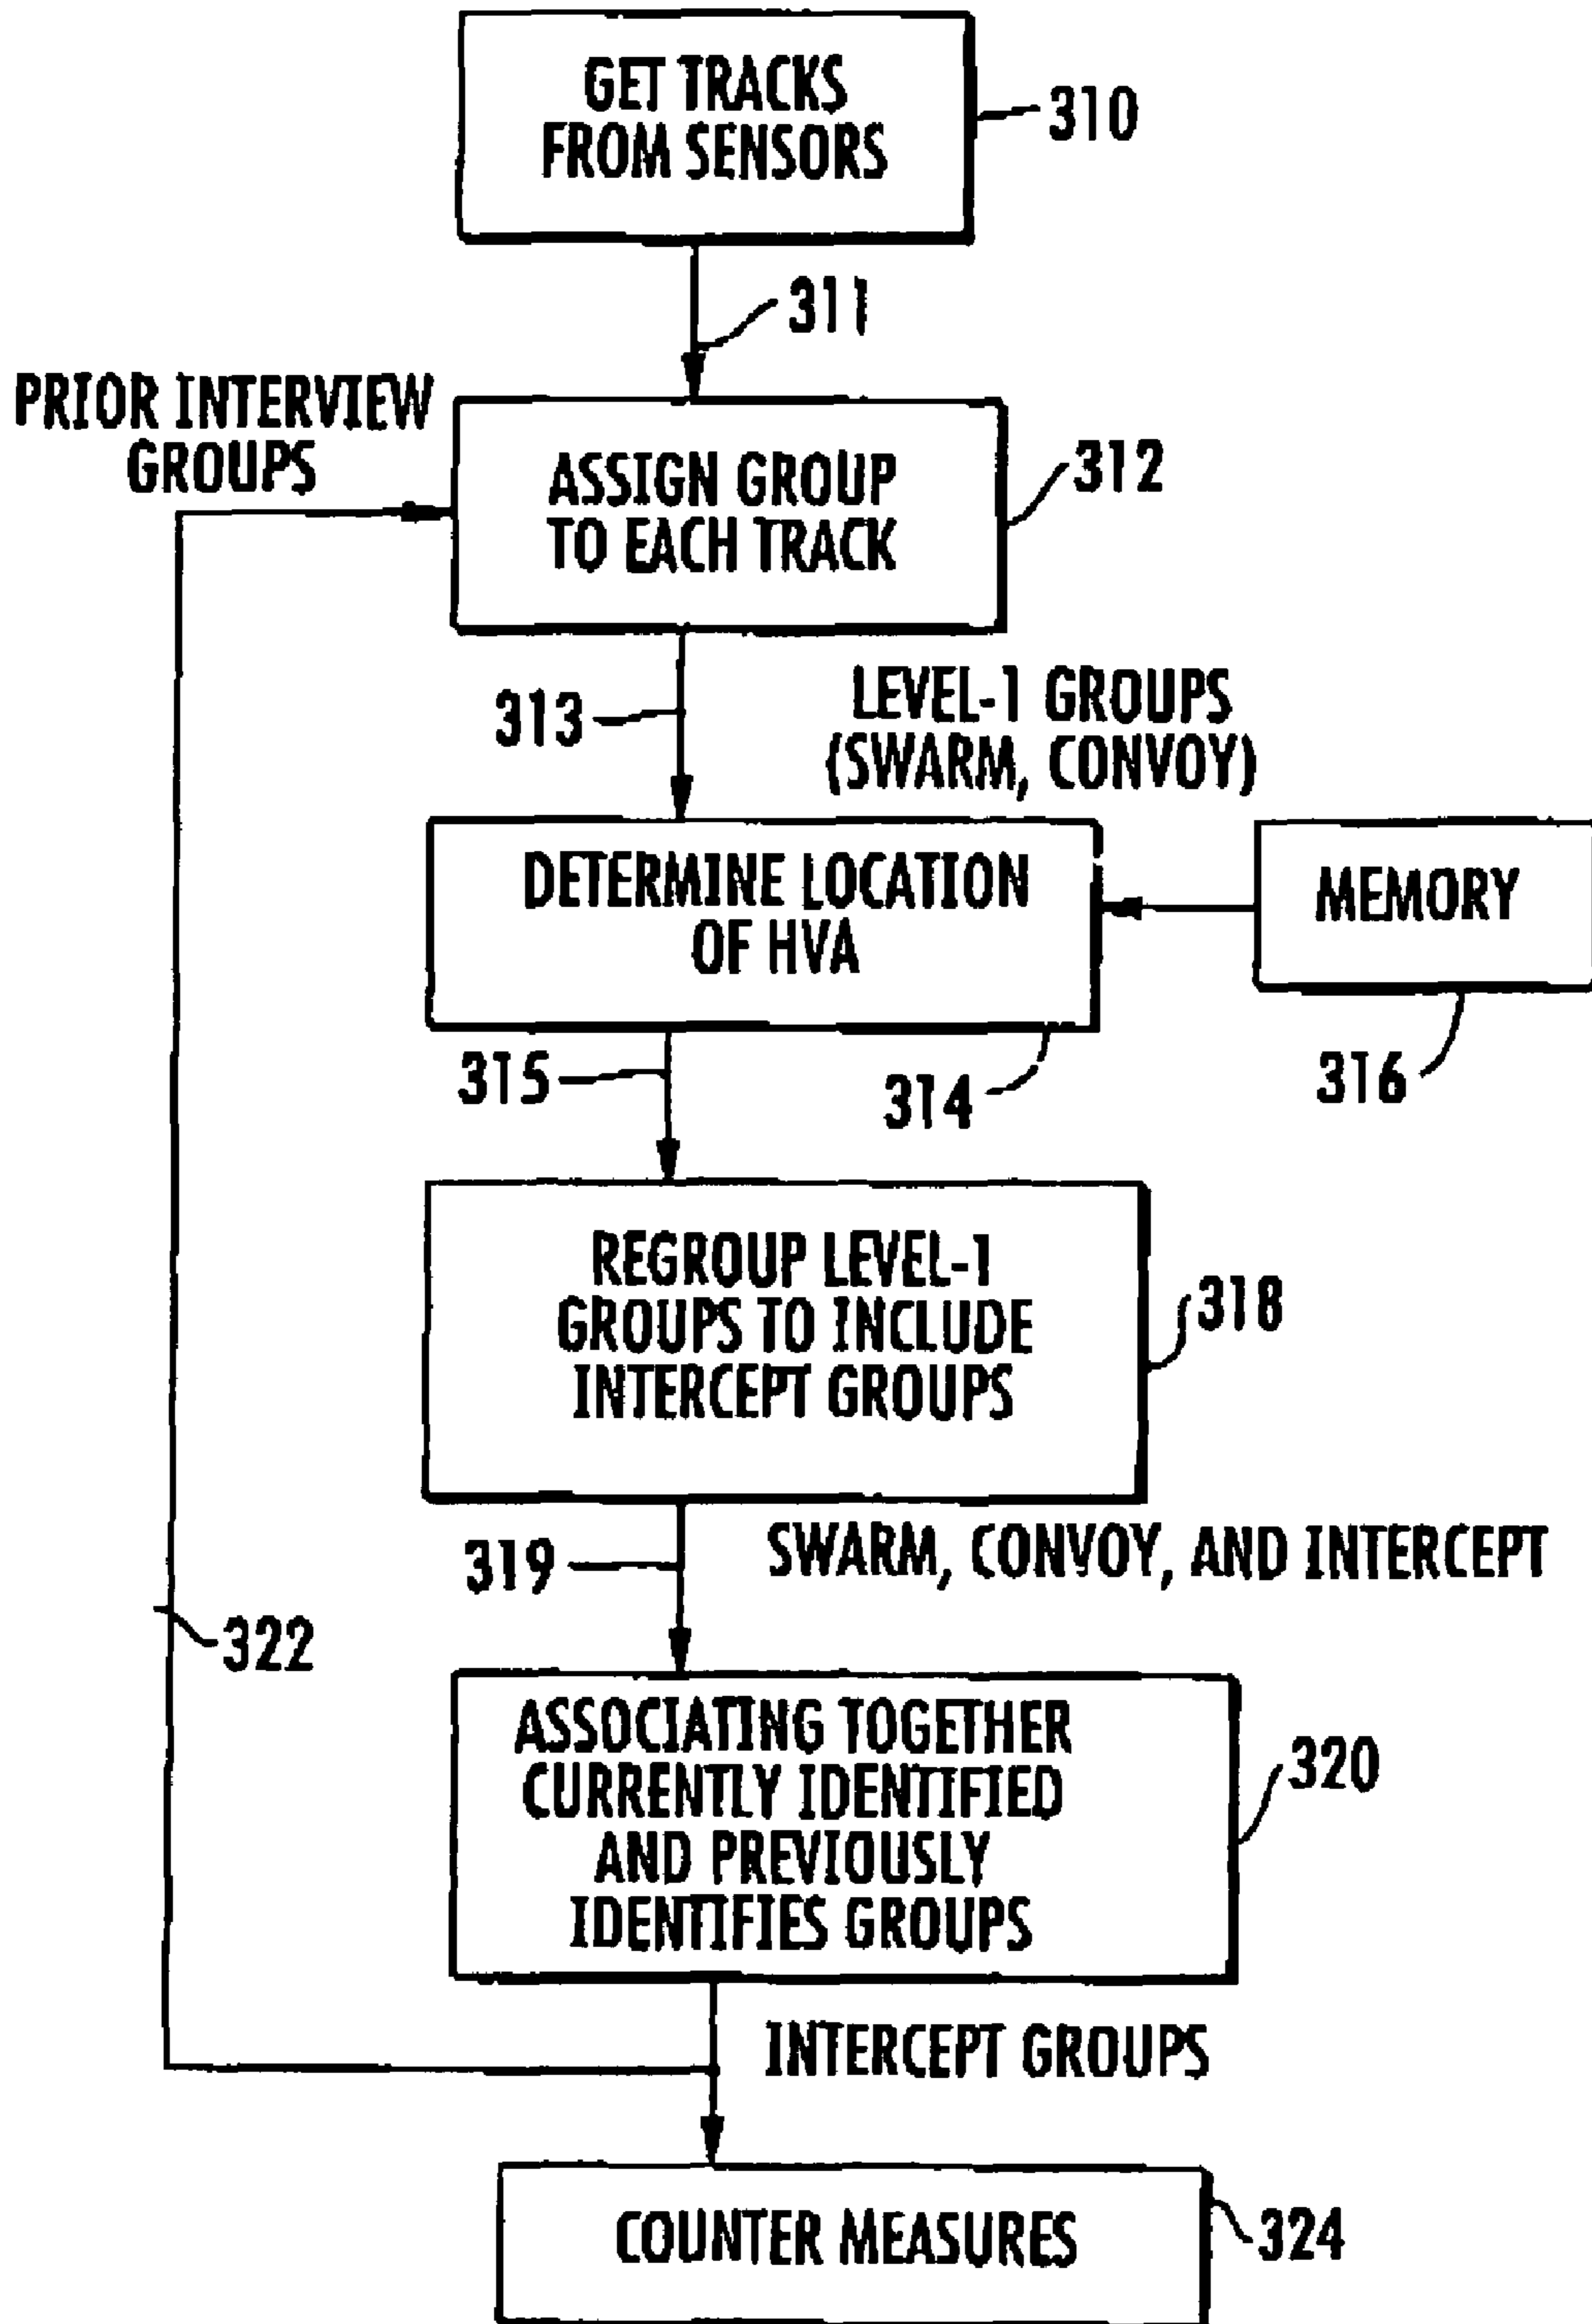 GET TRACKS
FROM SENSORS
310
311
PRIOR INTERVIEW
GROUPS
ASSIGN GROUP
TO EACH TRACK
312
313
LEVEL-1 GROUPS
(SWARM, CONVOY)
DETERMINE LOCATION
OF HVA
MEMORY
315
314
316
REGROUP LEVEL-1
GROUPS TO INCLUDE
INTERCEPT GROUPS
318
319
SWARM, CONVOY, AND INTERCEPT
322
ASSOCIATING TOGETHER
CURRENTLY IDENTIFIED
AND PREVIOUSLY
IDENTIFIES GROUPS
320
INTERCEPT GROUPS
COUNTER MEASURES
324